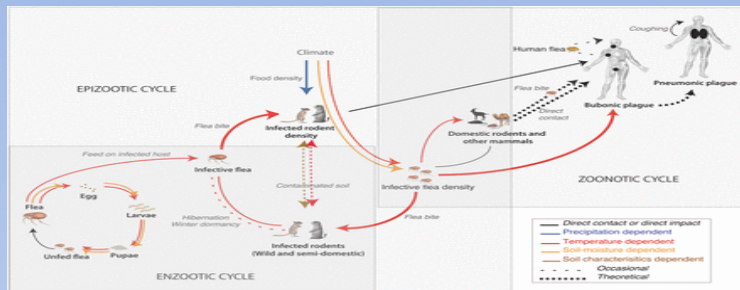 Climate
Coughing
Human flea
Food density
EPIZOOTIC CYCLE
Pneumonic plague
Flea bite
Bubonic plague
Direct
contact
Flea bite
Infected rodent
density
Domestic rodents and
other mammals
Feed on infected host
Infective flea
Contaminated soil
Infective flea density
ZOONOTIC CYCLE
Egg
Flea
Larvae
Hibernation
Winter dormancy
Flea bite
Unfed flea
Pupae
Infected rodents
(Wild and semi-domestic)
ENZOOTIC CYCLE
Direct contact or direct impact
Precipitation dependent
Temperature dependent
Soil-moisture dependent
Soil characterisitics dependent
Occasional
Theoretical